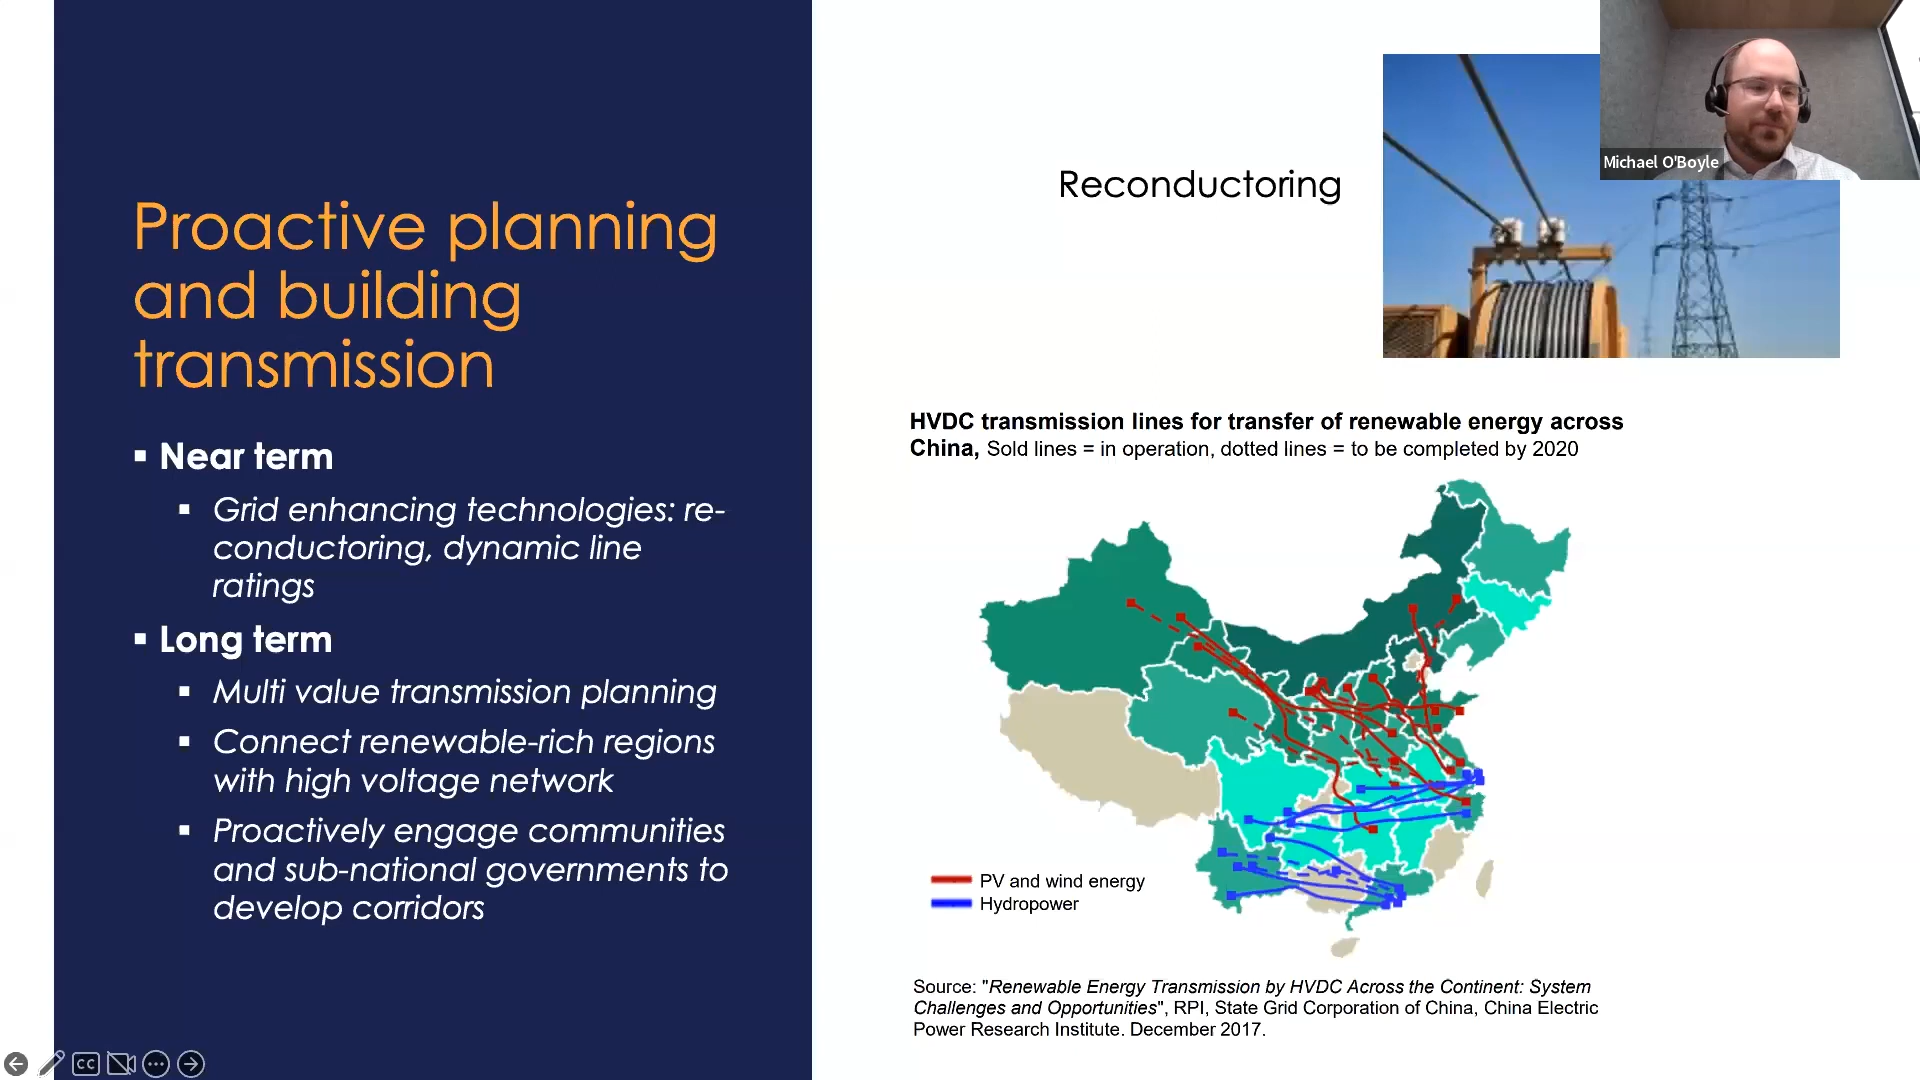 Proactive planning
and building
transmission
▪ Near term
▪ Grid enhancing technologies: re-
conductoring, dynamic line
ratings
▪ Long term
▪ Multi value transmission planning
▪ Connect renewable-rich regions
with high voltage network
▪ Proactively engage communities
and sub-national governments to
develop corridors
Reconductoring
Michael O'Boyle
HVDC transmission lines for transfer of renewable energy across
China, Sold lines = in operation, dotted lines = to be completed by 2020
PV and wind energy
Hydropower
Source: "Renewable Energy Transmission by HVDC Across the Continent: System
Challenges and Opportunities", RPI, State Grid Corporation of China, China Electric
Power Research Institute. December 2017.
CC